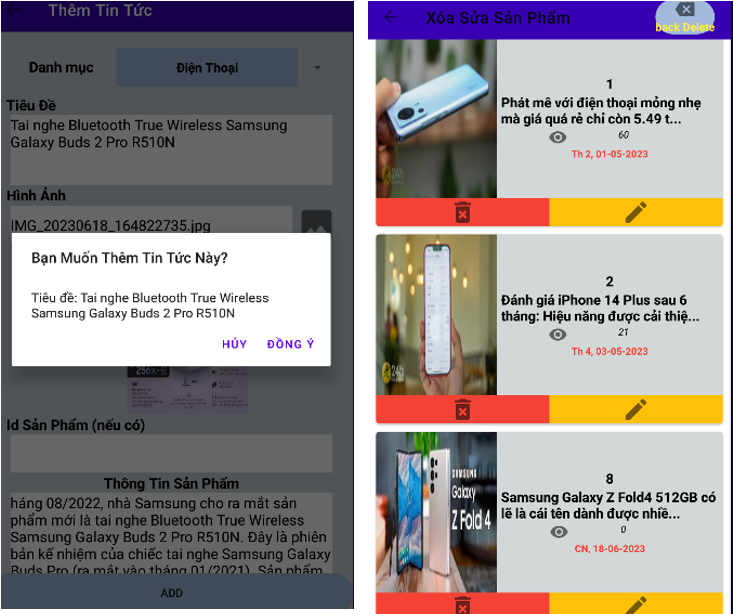 Thêm Tin Tức
Danh mục
Điện Thoại
Tiêu Đề
Tai nghe Bluetooth True Wireless Samsung
Galaxy Buds 2 Pro R510N
Hình Ảnh
IMG_20230618_164822735.jpg
Bạn Muốn Thêm Tin Tức Này?
Tiêu đề: Tai nghe Bluetooth True Wireless
Samsung Galaxy Buds 2 Pro R510N
HỦY
ĐỒNG Ý
Id Sản Phẩm (nếu có)
Thông Tin Sản Phẩm
háng 08/2022, nhà Samsung cho ra mắt sản
phẩm mới là tai nghe Bluetooth True Wireless
Samsung Galaxy Buds 2 Pro R510N. Đây là phiên
bản kế nhiệm của chiếc tai nghe Samsung Galaxy
Buds Pro (ra mắt vào tháng 01/2021). Sản phẩm
ADD
Xóa Sửa Sản Phẩm
back Delete
1
Phát mê với điện thoại mỏng nhẹ
mà giá quá rẻ chỉ còn 5.49 t...
60
Th 2, 01-05-2023
24h
2
Đánh giá iPhone 14 Plus sau 6
tháng: Hiệu năng được cải thiệ...
21
Th 4, 03-05-2023
24h
SAMSUNG
Galaxy
Z Fold 4
8
Samsung Galaxy Z Fold4 512GB có
lẽ là cái tên dành được nhiề...
0
CN, 18-06-2023